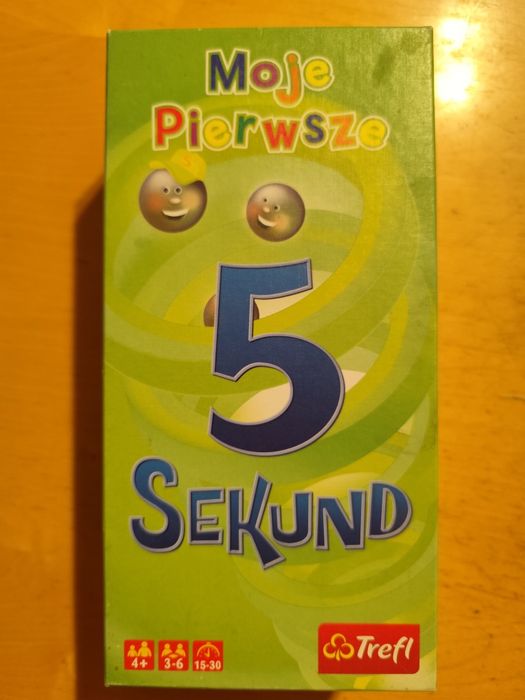 Moje
Pierwsze
5
SEKUND
4+ 3-6 15-30 Trefl